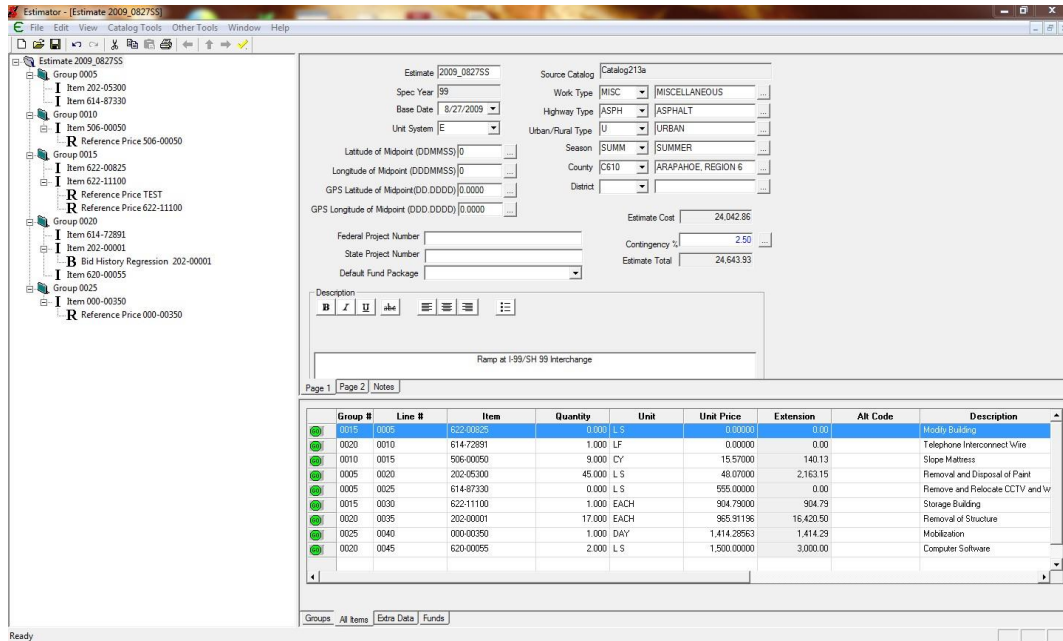 Estimator - [Estimate 2009_0827SS]
File Edit View Catalog Tools Other Tools Window Help
Estimate 2009_0827SS
Group 0005
I Item 202-05300
I Item 614-87330
Group 0010
I Item 506-00050
R Reference Price 506-00050
Group 0015
I Item 622-00825
I Item 622-11100
R Reference Price TEST
R Reference Price 622-11100
Group 0020
I Item 614-72891
I Item 202-00001
B Bid History Regression 202-00001
I Item 620-00055
Group 0025
I Item 000-00350
R Reference Price 000-00350
Estimate 2009_0827SS Source Catalog Catalog213a
Spec Year 99 Work Type MISC MISCELLANEOUS ...
Base Date 8/27/2009 Highway Type ASPH ASPHALT ...
Unit System E Urban/Rural Type U URBAN ...
Latitude of Midpoint (DDMMSS) 0 ... Season SUMM SUMMER ...
Longitude of Midpoint (DDDMMSS) 0 ... County C610 ARAPAHOE, REGION 6 ...
GPS Latitude of Midpoint(DD.DDDD) 0.0000 ... District ...
GPS Longitude of Midpoint (DDD.DDDD) 0.0000 ...
Estimate Cost 24,042.86
Federal Project Number Contingency % 2.50 ...
State Project Number Estimate Total 24,643.93
Default Fund Package
Description
B I U abc
Ramp at I-99/SH 99 Interchange
Page 1 Page 2 Notes
Group # Line # Item Quantity Unit Unit Price Extension Alt Code Description
GO 0015 0005 622-00825 0.000 L S 0.00000 0.00 Modify Building
GO 0020 0010 614-72891 1.000 LF 0.00000 0.00 Telephone Interconnect Wire
GO 0010 0015 506-00050 9.000 CY 15.57000 140.13 Slope Mattress
GO 0005 0020 202-05300 45.000 L S 48.07000 2,163.15 Removal and Disposal of Paint
GO 0005 0025 614-87330 0.000 L S 555.00000 0.00 Remove and Relocate CCTV and W
GO 0015 0030 622-11100 1.000 EACH 904.79000 904.79 Storage Building
GO 0020 0035 202-00001 17.000 EACH 965.91196 16,420.50 Removal of Structure
GO 0025 0040 000-00350 1.000 DAY 1,414.28563 1,414.29 Mobilization
GO 0020 0045 620-00055 2.000 L S 1,500.00000 3,000.00 Computer Software
Groups All Items Extra Data Funds
Ready